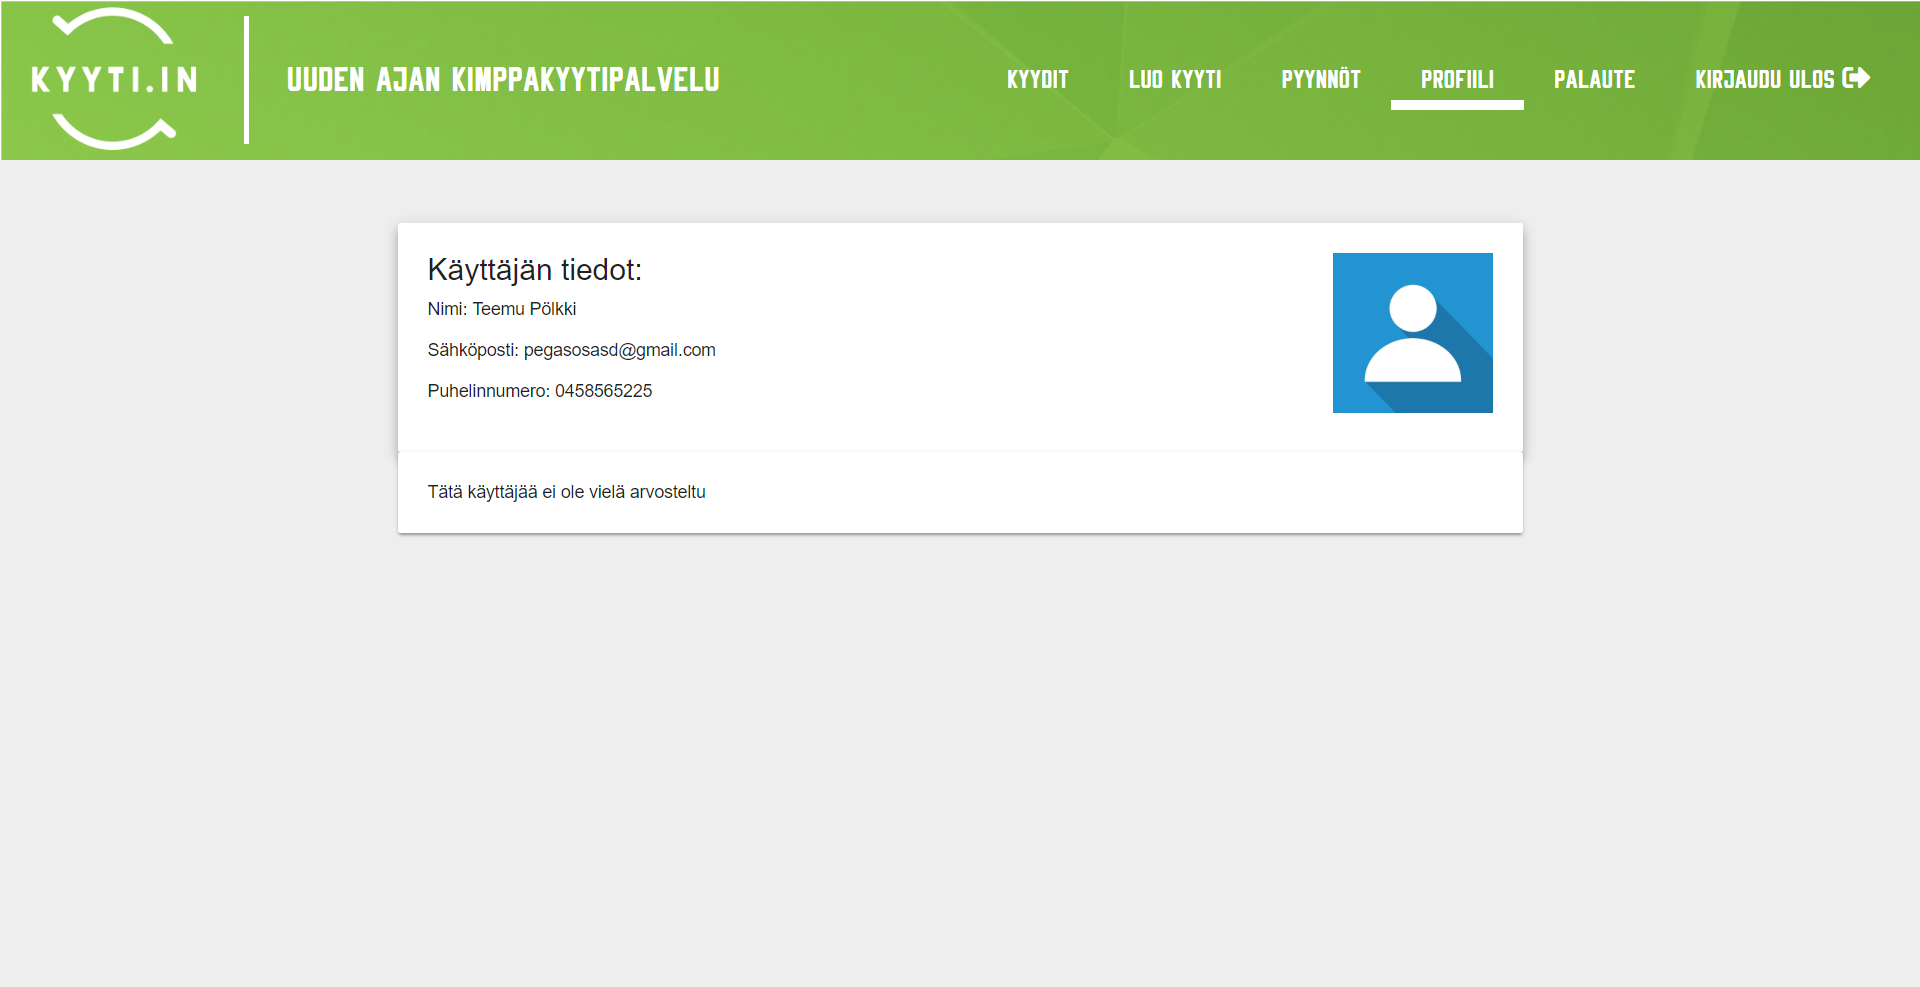 KYYTI.IN
UUDEN AJAN KIMPPAKYYTIPALVELU
KYYDIT
LUO KYYTI
PYYNNÖT
PROFIILI
PALAUTE
KIRJAUDU ULOS
Käyttäjän tiedot:
Nimi: Teemu Pölkki
Sähköposti: pegasosasd@gmail.com
Puhelinnumero: 0458565225
Tätä käyttäjää ei ole vielä arvosteltu